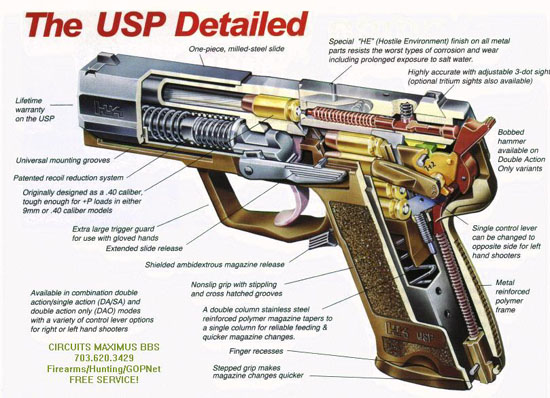 The USP Detailed
One-piece, milled-steel slide
Special "HE" (Hostile Environment) finish on all metal
parts resists the worst types of corrosion and wear
including prolonged exposure to salt water.
Highly accurate with adjustable 3-dot sight
(optional tritium sights also available)
Lifetime
warranty
on the USP
HK
Bobbed
hammer
available on
Double Action
Only variants
Universal mounting grooves
Patented recoil reduction system
Originally designed as a .40 caliber,
tough enough for +P loads in either
9mm or .40 caliber models
Extra large trigger guard
for use with gloved hands
Extended slide release
Single control lever
can be changed to
opposite side for left
hand shooters
Shielded ambidextrous magazine release
Nonslip grip with stippling
and cross hatched grooves
Metal
reinforced
polymer
frame
Available in combination double
action/single action (DA/SA) and
double action only (DAO) modes
with a variety of control lever options
for right or left hand shooters
A double column stainless steel
reinforced polymer magazine tapers to
a single column for reliable feeding &
quicker magazine changes.
HK USP
CIRCUITS MAXIMUS BBS
703.620.3429
Firearms/Hunting/GOPNet
FREE SERVICE!
Finger recesses
Stepped grip makes
magazine changes quicker